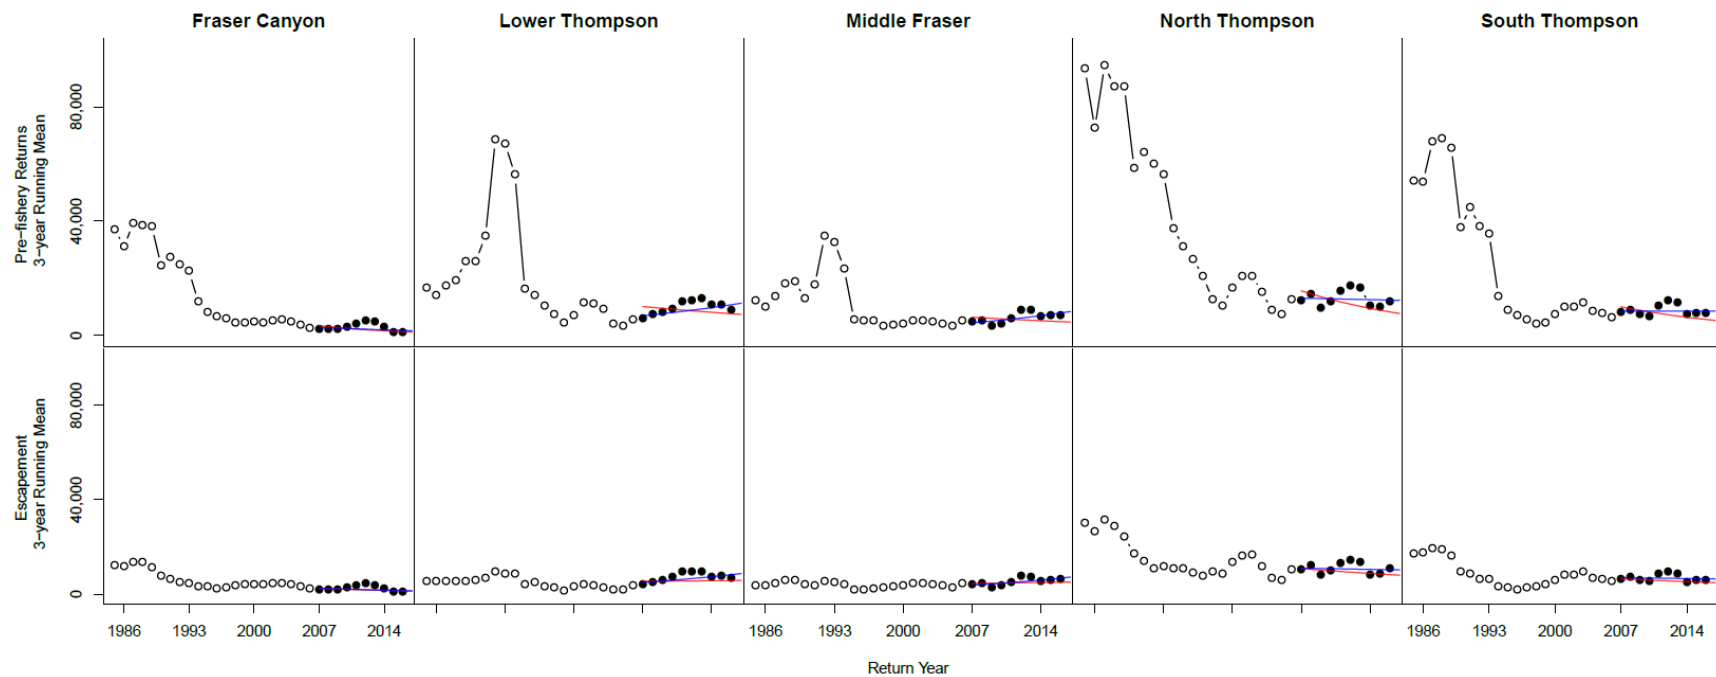 Fraser Canyon Lower Thompson Middle Fraser North Thompson South Thompson
Pre−fishery Returns
3−year Running Mean
80,000
40,000
0
Escapement
3−year Running Mean
80,000
40,000
0
1986 1993 2000 2007 2014 1986 1993 2000 2007 2014 1986 1993 2000 2007 2014
Return Year